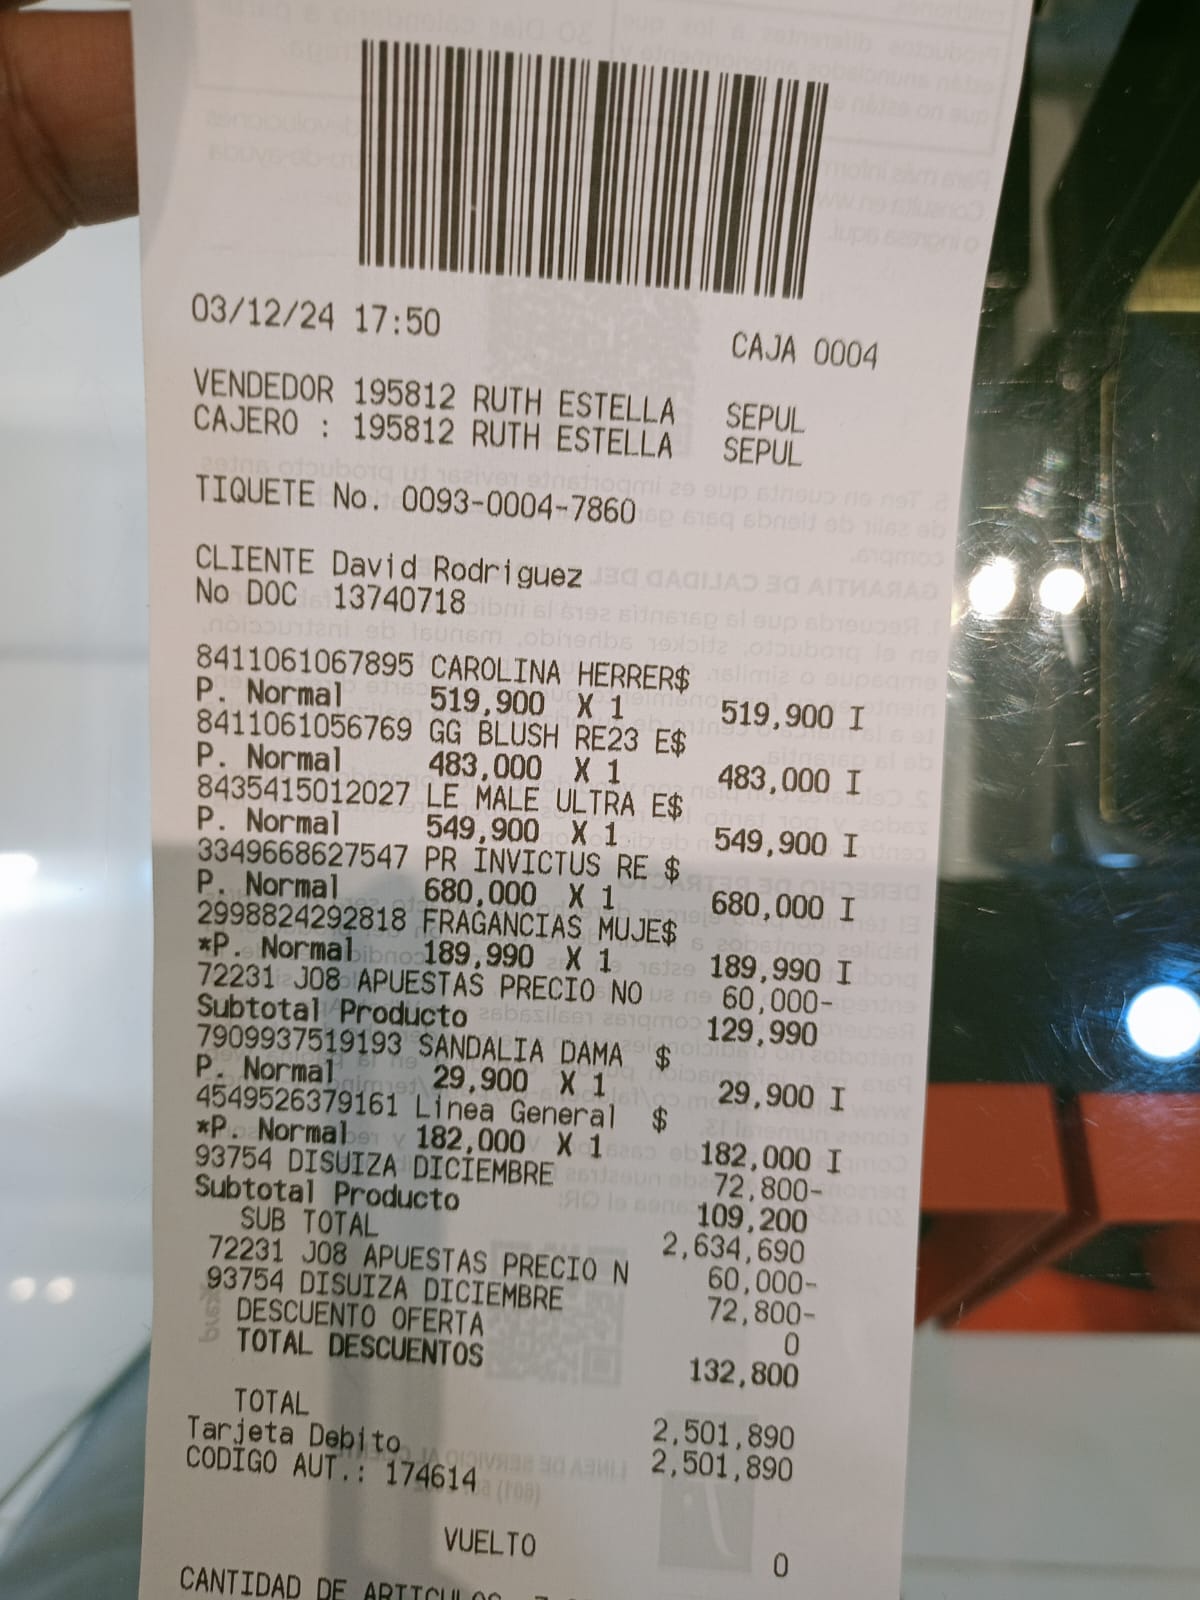 03/12/24 17:50
CAJA 0004
VENDEDOR 195812 RUTH ESTELLA SEPUL
CAJERO : 195812 RUTH ESTELLA SEPUL
TIQUETE No. 0093-0004-7860
CLIENTE David Rodriguez
No DOC 13740718
8411061067895 CAROLINA HERRER$
P. Normal 519,900 X 1 519,900 I
8411061056769 GG BLUSH RE23 E$
P. Normal 483,000 X 1 483,000 I
8435415012027 LE MALE ULTRA E$
P. Normal 549,900 X 1 549,900 I
3349668627547 PR INVICTUS RE $
P. Normal 680,000 X 1 680,000 I
2998824292818 FRAGANCIAS MUJE$
*P. Normal 189,990 X 1 189,990 I
72231 J08 APUESTAS PRECIO NO 60,000-
Subtotal Producto 129,990
7909937519193 SANDALIA DAMA $
P. Normal 29,900 X 1 29,900 I
4549526379161 Linea General $
*P. Normal 182,000 X 1 182,000 I
93754 DISUIZA DICIEMBRE 72,800-
Subtotal Producto 109,200
SUB TOTAL 2,634,690
72231 J08 APUESTAS PRECIO N 60,000-
93754 DISUIZA DICIEMBRE 72,800-
DESCUENTO OFERTA 0
TOTAL DESCUENTOS 132,800
TOTAL 2,501,890
Tarjeta Debito 2,501,890
CODIGO AUT.: 174614
VUELTO 0
CANTIDAD DE ARTICULOS